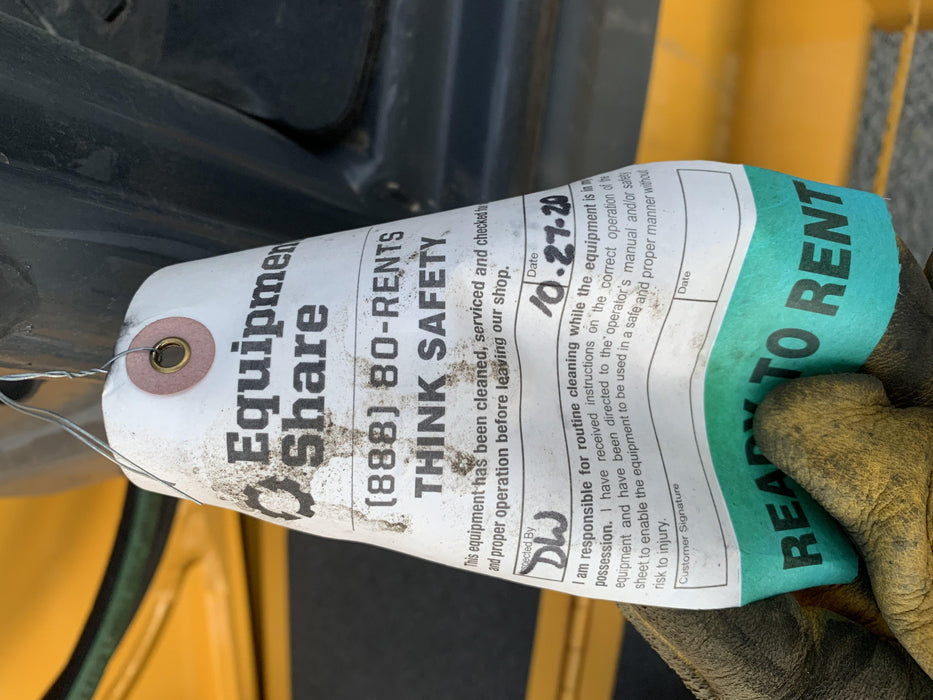 Equipmen
Share
(888) 80-RENTS
THINK SAFETY
This equipment has been cleaned, serviced and checked
and proper operation before leaving our shop.
ected By
Date
DW
10.27-20
I am responsible for routine cleaning while the equipment is in
possession. I have received instructions on the correct operation of
equipment and have been directed to the operator's manual and/or safety
sheet to enable the equipment to be used in a safe and proper manner without
risk to injury.
Customer Signature
Date
READY TO RENT